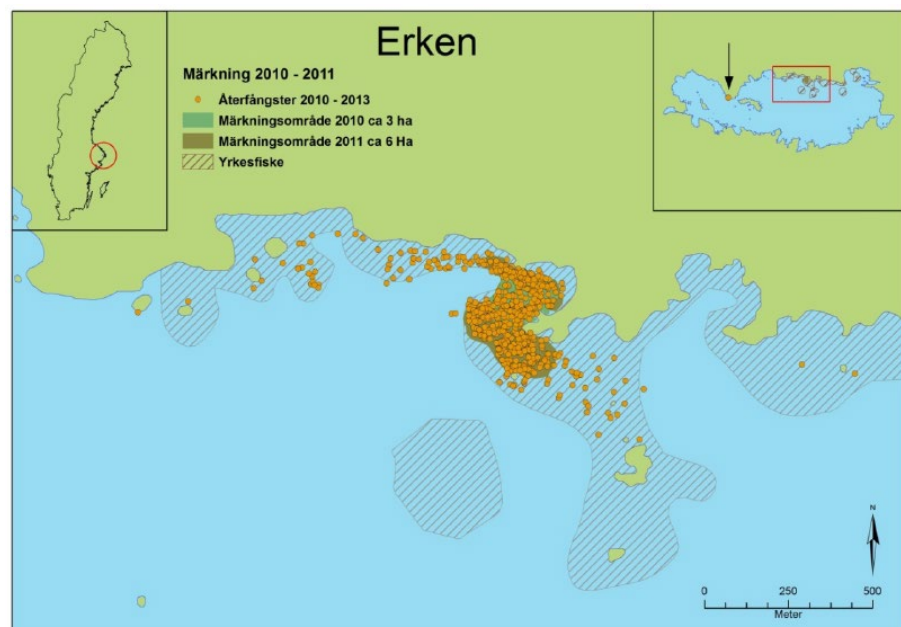 Erken
Märkning 2010 - 2011
Återfångster 2010 - 2013
Märkningsområde 2010 ca 3 ha
Märkningsområde 2011 ca 6 Ha
Yrkesfiske
N
0 250 500
Meter